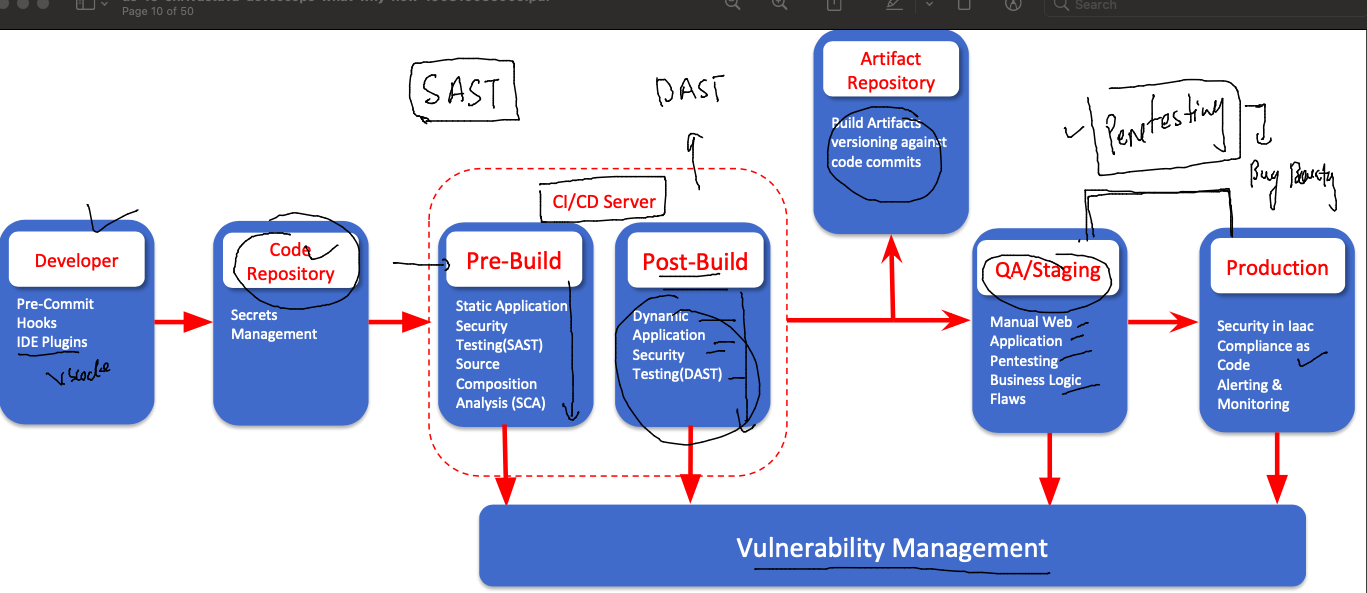 Page 10 of 50
Search
SAST
DAST
Penetesting
Bug Bounty
Artifact
Repository
Build Artifacts
versioning against
code commits
CI/CD Server
Developer
Pre-Commit
Hooks
IDE Plugins
vscode
Code
Repository
Secrets
Management
Pre-Build
Static Application
Security
Testing(SAST)
Source
Composition
Analysis (SCA)
Post-Build
Dynamic
Application
Security
Testing(DAST)
QA/Staging
Manual Web
Application
Pentesting
Business Logic
Flaws
Production
Security in Iaac
Compliance as
Code
Alerting &
Monitoring
Vulnerability Management